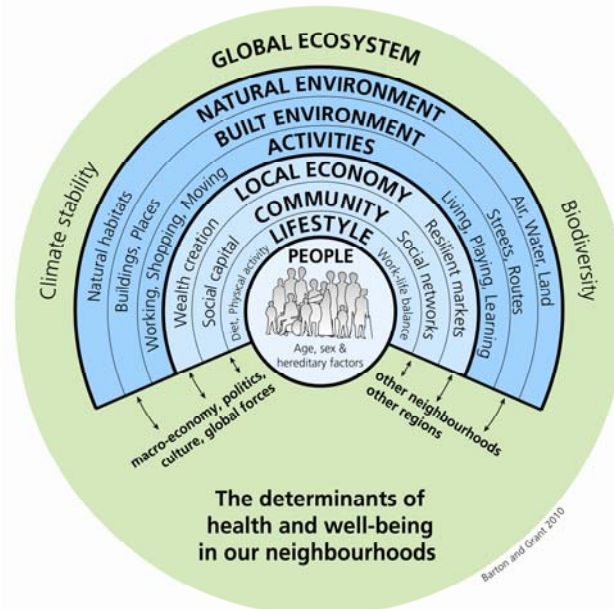 GLOBAL ECOSYSTEM
NATURAL ENVIRONMENT
BUILT ENVIRONMENT
ACTIVITIES
LOCAL ECONOMY
COMMUNITY
LIFESTYLE
PEOPLE
Age, sex &
hereditary factors
Climate stability
Natural habitats
Buildings, Places
Working, Shopping, Moving
Wealth creation
Social capital
Diet, Physical activity
Work-life balance
Social networks
Resilient markets
Living, Playing, Learning
Streets, Routes
Air, Water, Land
Biodiversity
macro-economy, politics,
culture, global forces
other neighbourhoods
other regions
The determinants of
health and well-being
in our neighbourhoods
Barton and Grant 2010